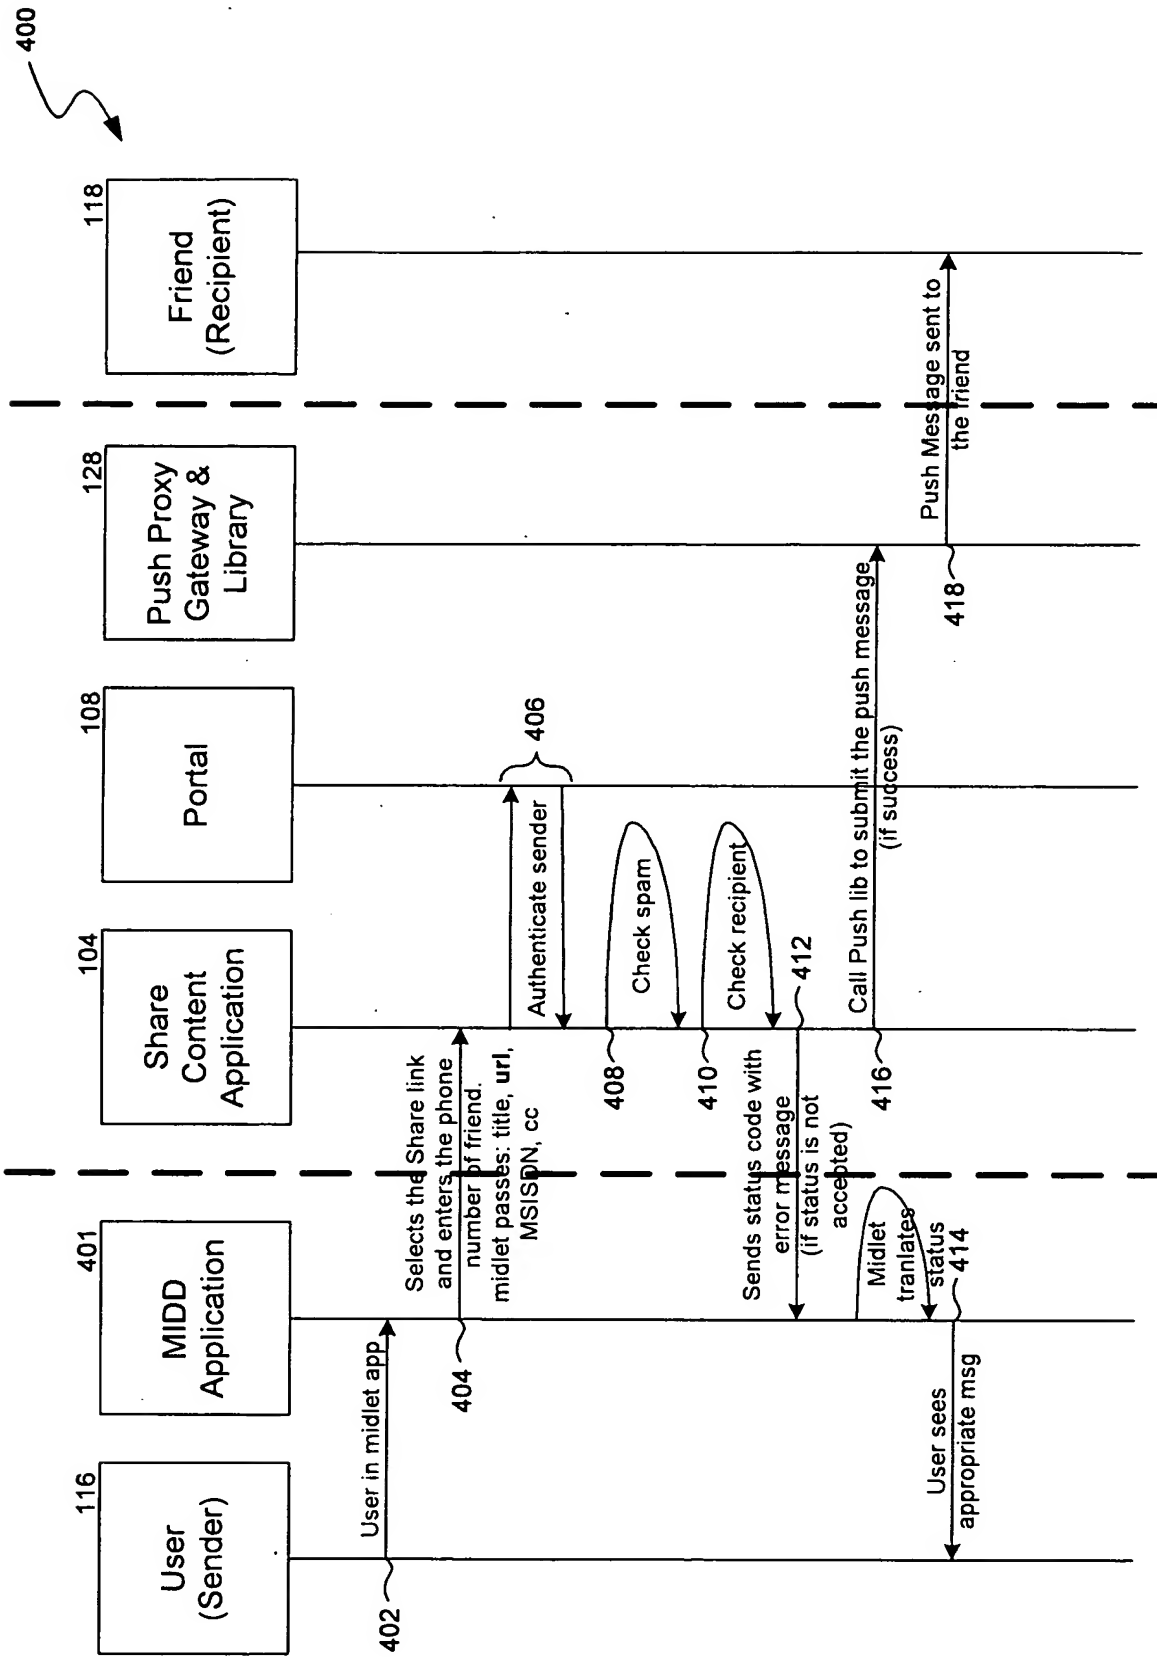 400
116
User
(Sender)
401
MIDD
Application
104
Share
Content
Application
108
Portal
128
Push Proxy
Gateway &
Library
118
Friend
(Recipient)
User in midlet app
402
Selects the Share link
and enters the phone
number of friend.
midlet passes: title, url,
MSISDN, cc
404
Authenticate sender
406
Check spam
408
Check recipient
410
412
Sends status code with
error message
(if status is not
accepted)
Midlet
tranlates
status
414
User sees
appropriate msg
Call Push lib to submit the push message
(if success)
416
Push Message sent to
the friend
418